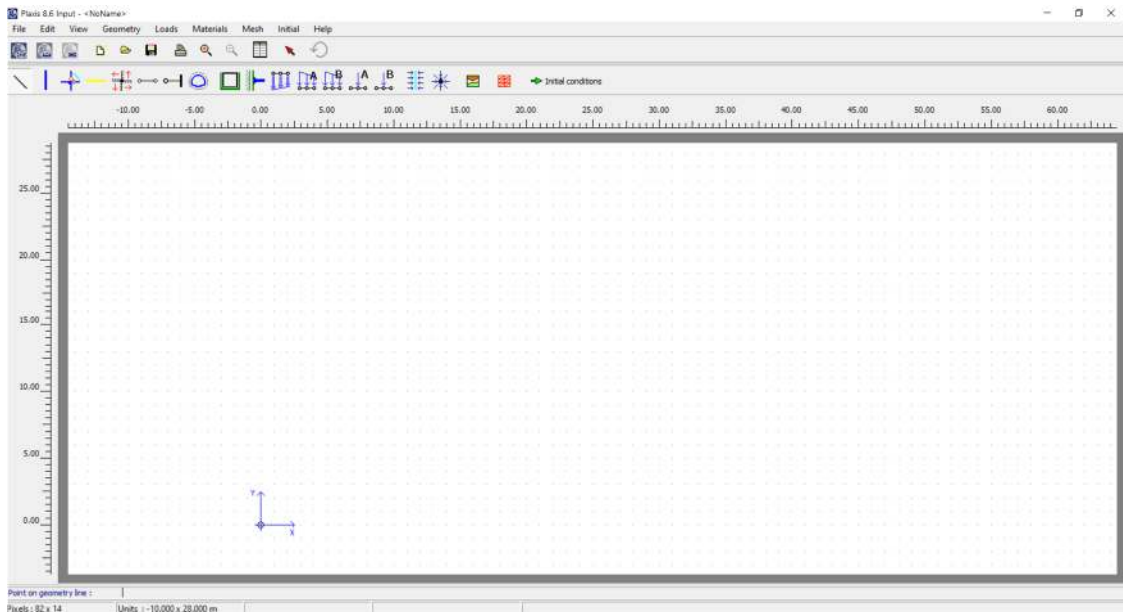 Plaxis 8.6 Input - <NoName>
File Edit View Geometry Loads Materials Mesh Initial Help
A B A B Initial conditions
-10.00 -5.00 0.00 5.00 10.00 15.00 20.00 25.00 30.00 35.00 40.00 45.00 50.00 55.00 60.00
25.00
20.00
15.00
10.00
5.00
0.00
Y
X
Point on geometry line :
Pixels : 82 x 14 Units : -10.000 x 28.000 m